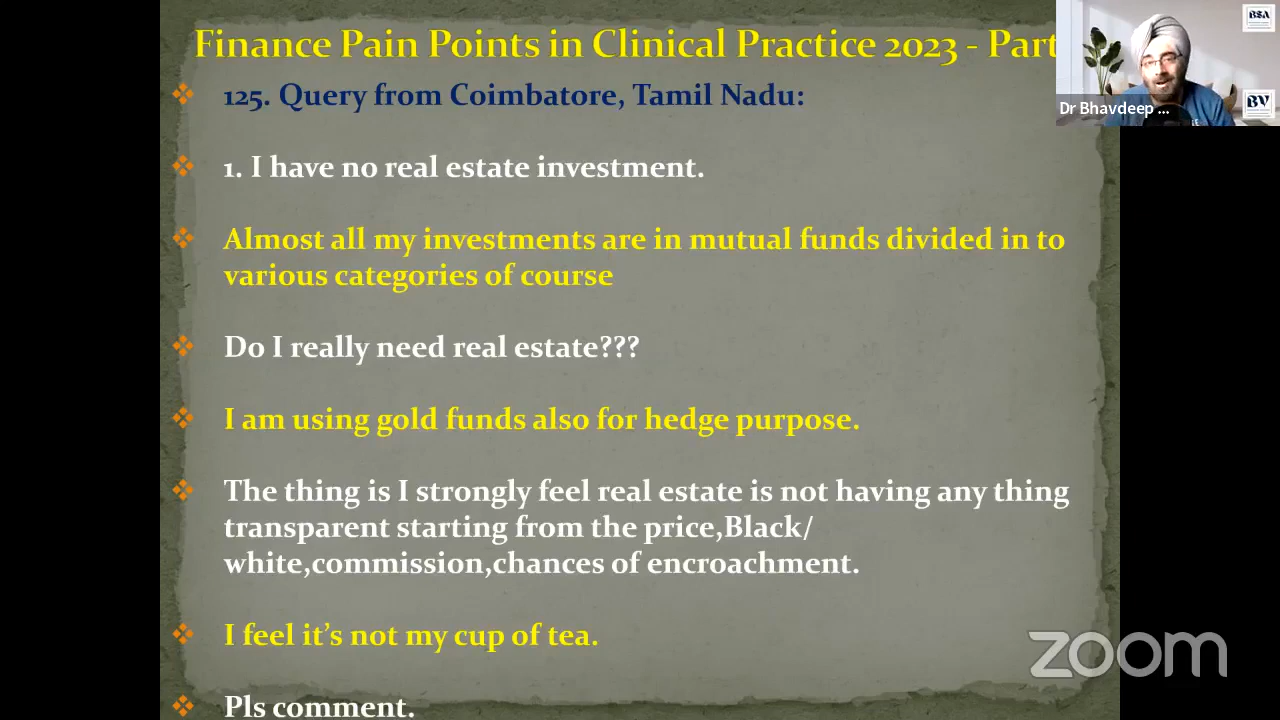 Finance Pain Points in Clinical Practice 2023 - Part
BSA
125. Query from Coimbatore, Tamil Nadu:
BV
Dr Bhavdeep ...
1. I have no real estate investment.
Almost all my investments are in mutual funds divided in to
various categories of course
Do I really need real estate???
I am using gold funds also for hedge purpose.
The thing is I strongly feel real estate is not having any thing
transparent starting from the price,Black/
white,commission,chances of encroachment.
I feel it's not my cup of tea.
zoom
Pls comment.